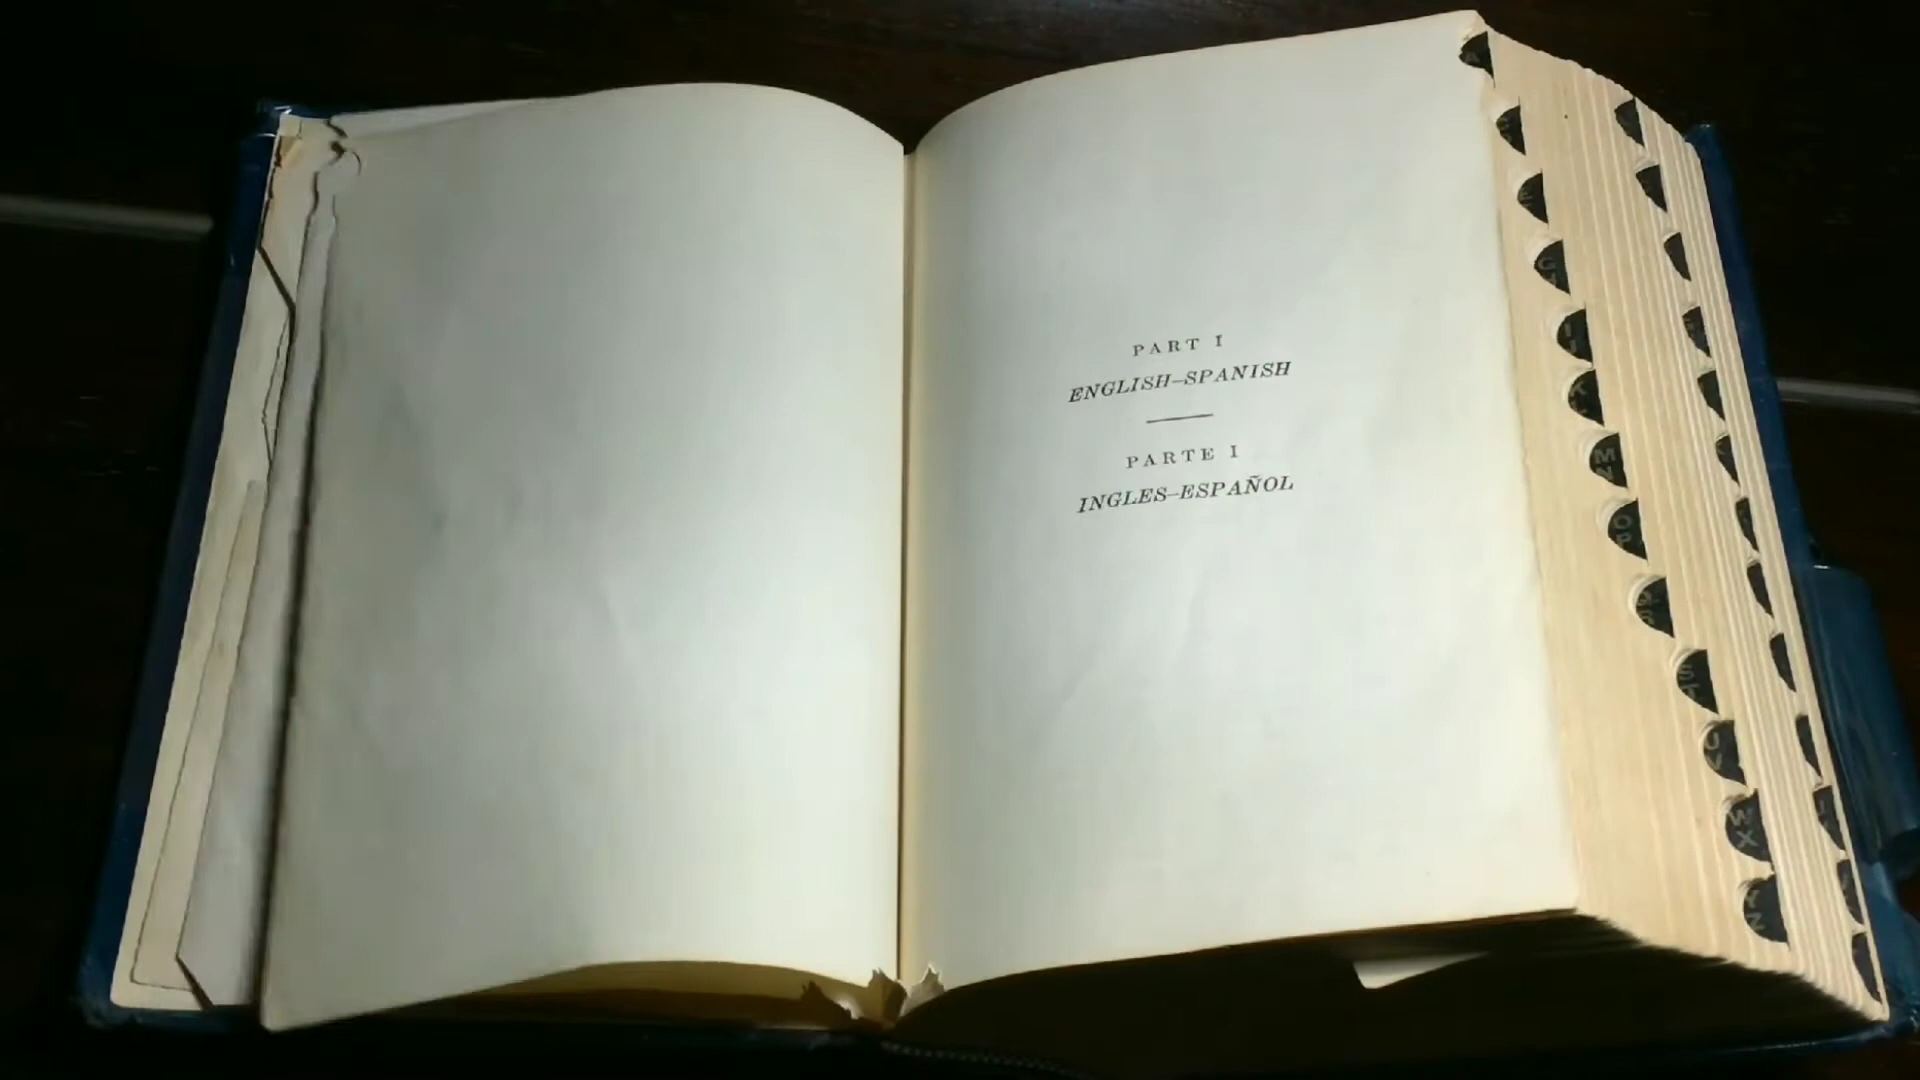 PART I
ENGLISH–SPANISH
PARTE I
INGLES–ESPAÑOL
A
G
M
N
O
P
S
T
U
V
W
X
Y
Z